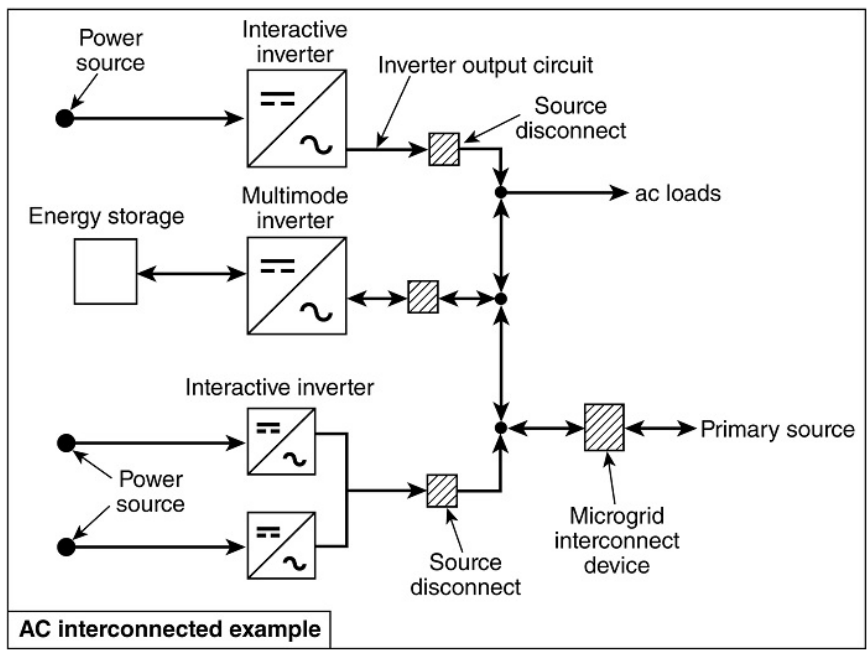 Power
source
Interactive
inverter
Inverter output circuit
Source
disconnect
ac loads
Energy storage
Multimode
inverter
Interactive inverter
Primary source
Power
source
Source
disconnect
Microgrid
interconnect
device
AC interconnected example